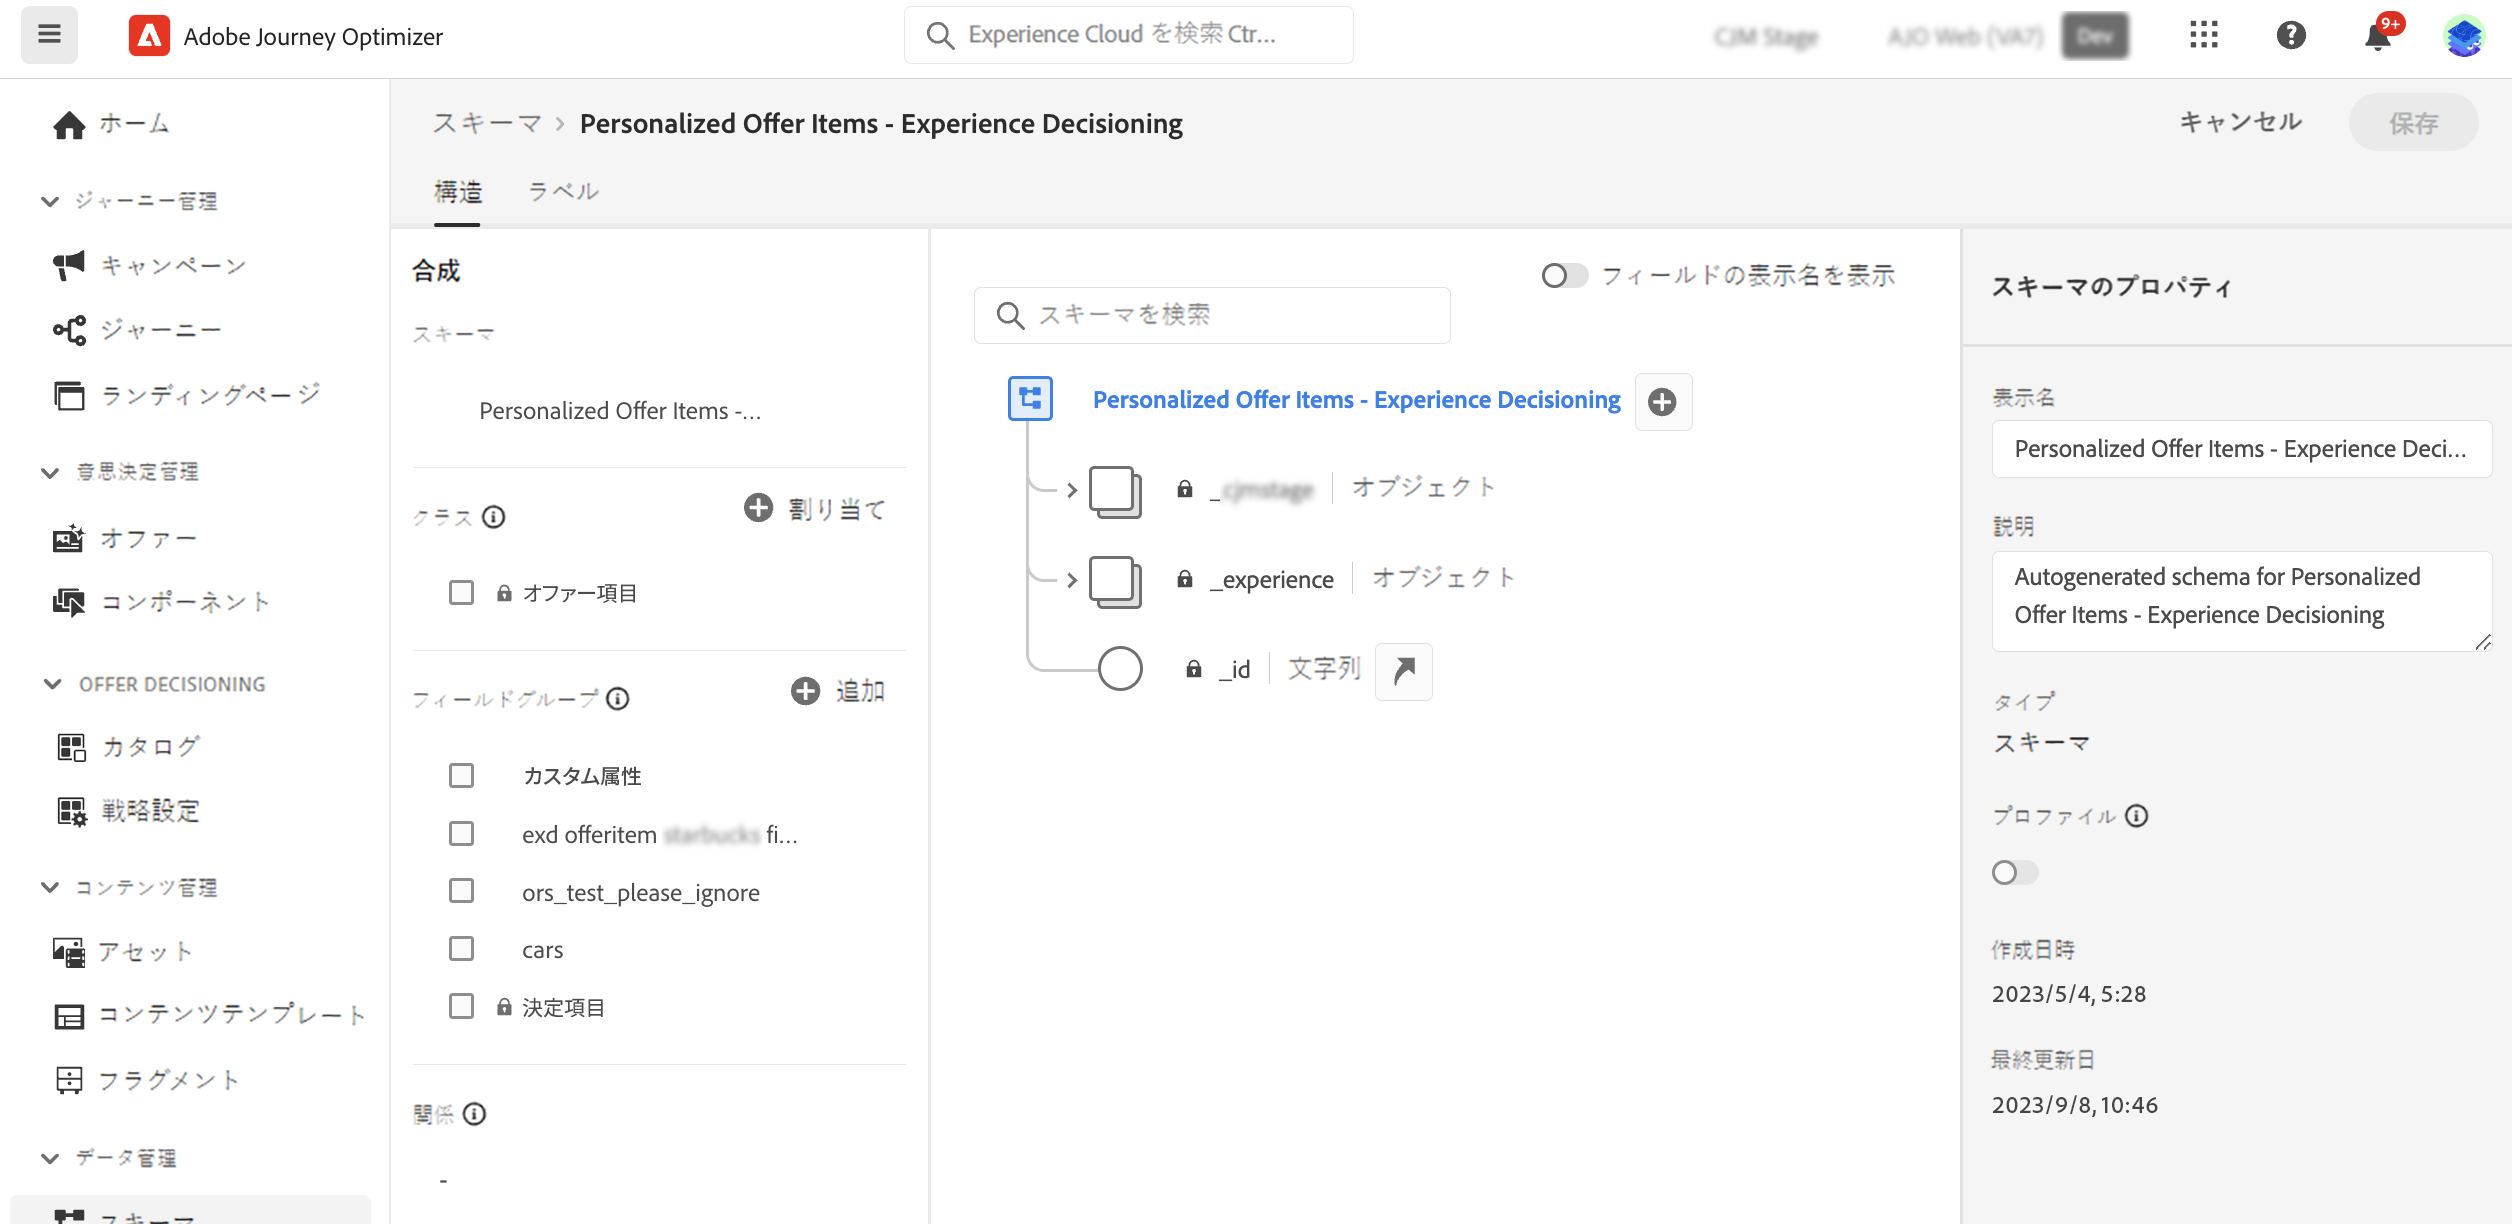 Adobe Journey Optimizer
Experience Cloud を検索 Ctr...
9+
ホーム
ジャーニー管理
キャンペーン
ジャーニー
ランディングページ
意思決定管理
オファー
コンポーネント
OFFER DECISIONING
カタログ
戦略設定
コンテンツ管理
アセット
コンテンツテンプレート
フラグメント
データ管理
スキーマ
スキーマ > Personalized Offer Items - Experience Decisioning
キャンセル
保存
構造
ラベル
合成
スキーマ
Personalized Offer Items -...
クラス
割り当て
オファー項目
フィールドグループ
追加
カスタム属性
exd offeritem fi...
ors_test_please_ignore
cars
決定項目
関係
-
フィールドの表示名を表示
スキーマを検索
Personalized Offer Items - Experience Decisioning
オブジェクト
_experience オブジェクト
_id 文字列
スキーマのプロパティ
表示名
Personalized Offer Items - Experience Deci...
説明
Autogenerated schema for Personalized
Offer Items - Experience Decisioning
タイプ
スキーマ
プロファイル
作成日時
2023/5/4, 5:28
最終更新日
2023/9/8, 10:46